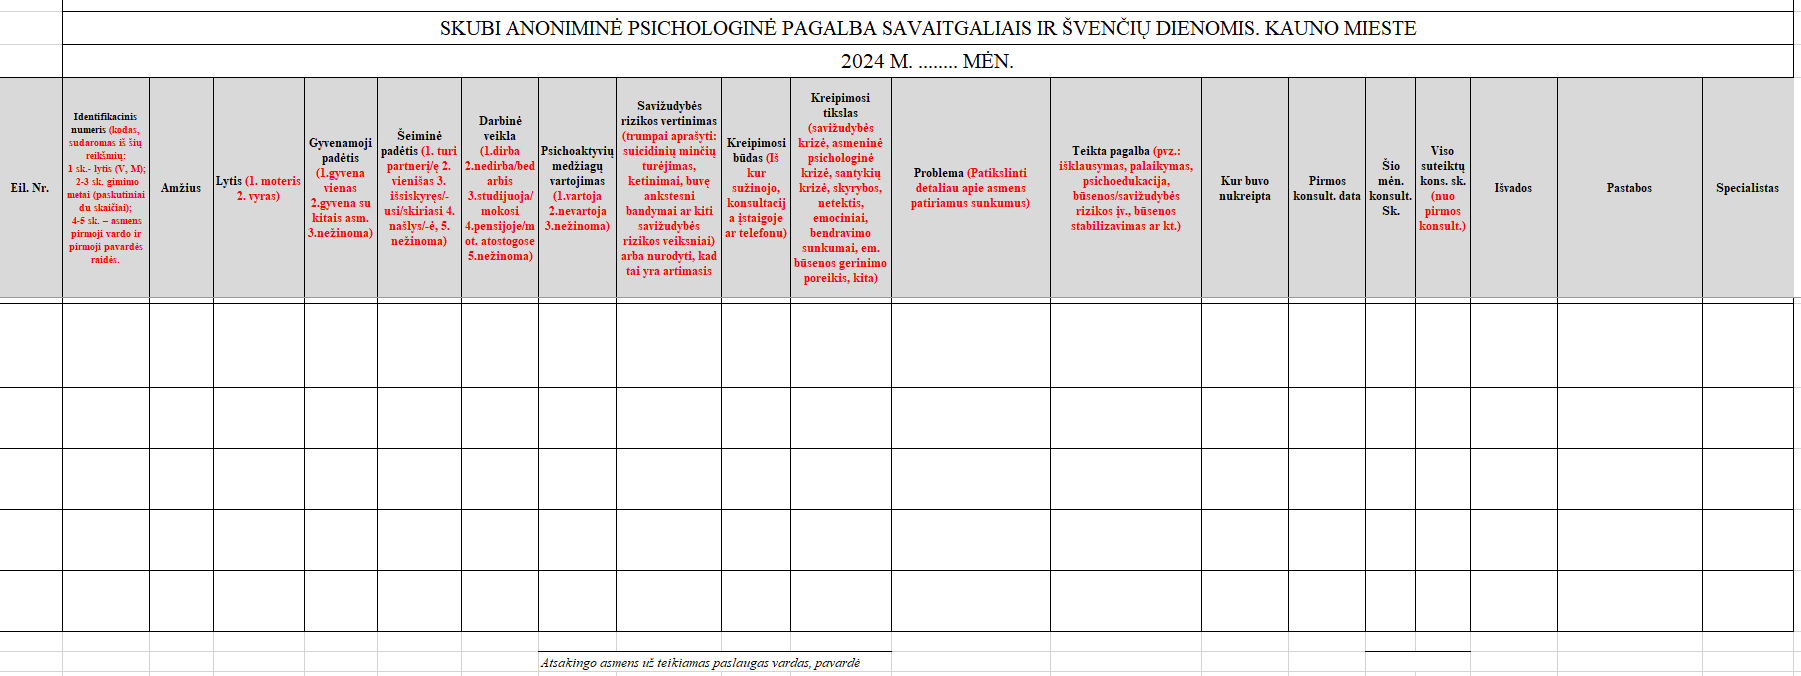 SKUBI ANONIMINĖ PSICHOLOGINĖ PAGALBA SAVAITGALIAIS IR ŠVENČIŲ DIENOMIS. KAUNO MIESTE
2024 M. ........ MĖN.
Eil. Nr.
Identifikacinis
numeris (kodas,
sudaromas iš šių
reikšmių:
1 sk.- lytis (V, M);
2-3 sk. gimimo
metai (paskutiniai
du skaičiai);
4-5 sk. – asmens
pirmoji vardo ir
pirmoji pavardės
raidės.
Amžius
Lytis (1. moteris
2. vyras)
Gyvenamoji
padėtis
(1.gyvena
vienas
2.gyvena su
kitais asm.
3.nežinoma)
Šeiminė
padėtis (1. turi
partnerį/ę 2.
vienišas 3.
išsiskyręs/-
usi/skiriasi 4.
našlys/-ė, 5.
nežinoma)
Darbinė
veikla
(1.dirba
2.nedirba/bed
arbis
3.studijuoja/
mokosi
4.pensijoje/m
ot. atostogose
5.nežinoma)
Psichoaktyvių
medžiagų
vartojimas
(1.vartoja
2.nevartoja
3.nežinoma)
Savižudybės
rizikos vertinimas
(trumpai aprašyti:
suicidinių minčių
turėjimas,
ketinimai, buvę
ankstesni
bandymai ar kiti
savižudybės
rizikos veiksniai)
arba nurodyti, kad
tai yra artimasis
Kreipimosi
būdas (Iš
kur
sužinojo,
konsultacij
a įstaigoje
ar telefonu)
Kreipimosi
tikslas
(savižudybės
krizė, asmeninė
psichologinė
krizė, santykių
krizė, skyrybos,
netektis,
emociniai,
bendravimo
sunkumai, em.
būsenos gerinimo
poreikis, kita)
Problema (Patikslinti
detaliau apie asmens
patiriamus sunkumus)
Teikta pagalba (pvz.:
išklausymas, palaikymas,
psichoedukacija,
būsenos/savižudybės
rizikos įv., būsenos
stabilizavimas ar kt.)
Kur buvo
nukreipta
Pirmos
konsult. data
Šio
mėn.
konsult.
Sk.
Viso
suteiktų
kons. sk.
(nuo
pirmos
konsult.)
Išvados
Pastabos
Specialistas
Atsakingo asmens už teikiamas paslaugas vardas, pavardė